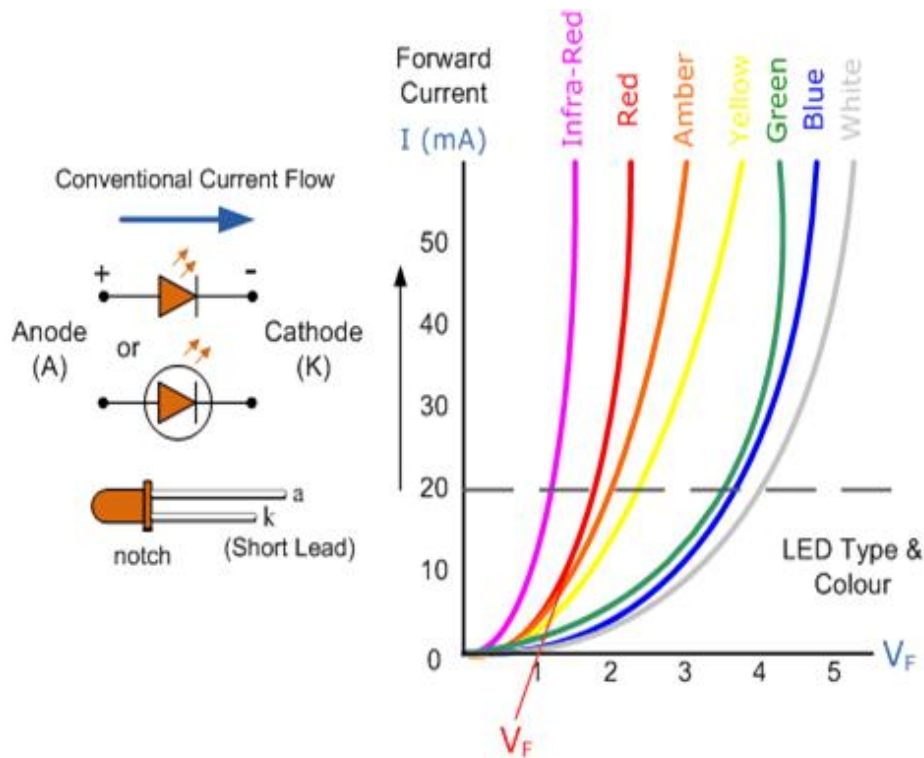 Conventional Current Flow
+
-
Anode
(A)
or
Cathode
(K)
a
k
notch
(Short Lead)
Forward
Current
I (mA)
Infra-Red
Red
Amber
Yellow
Green
Blue
White
50
40
30
20
10
0
LED Type &
Colour
1
2
3
4
5
VF
VF